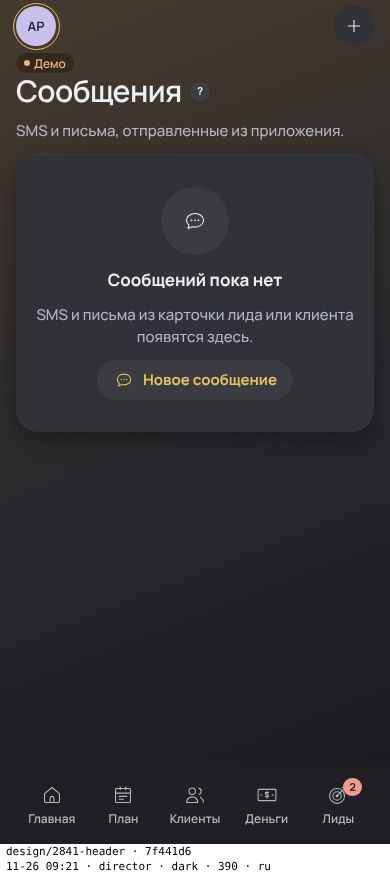 AP
Демо
Сообщения ?
SMS и письма, отправленные из приложения.
Сообщений пока нет
SMS и письма из карточки лида или клиента
появятся здесь.
Новое сообщение
2
Главная План Клиенты Деньги Лиды
design/2841-header · 7f441d6
11-26 09:21 · director · dark · 390 · ru